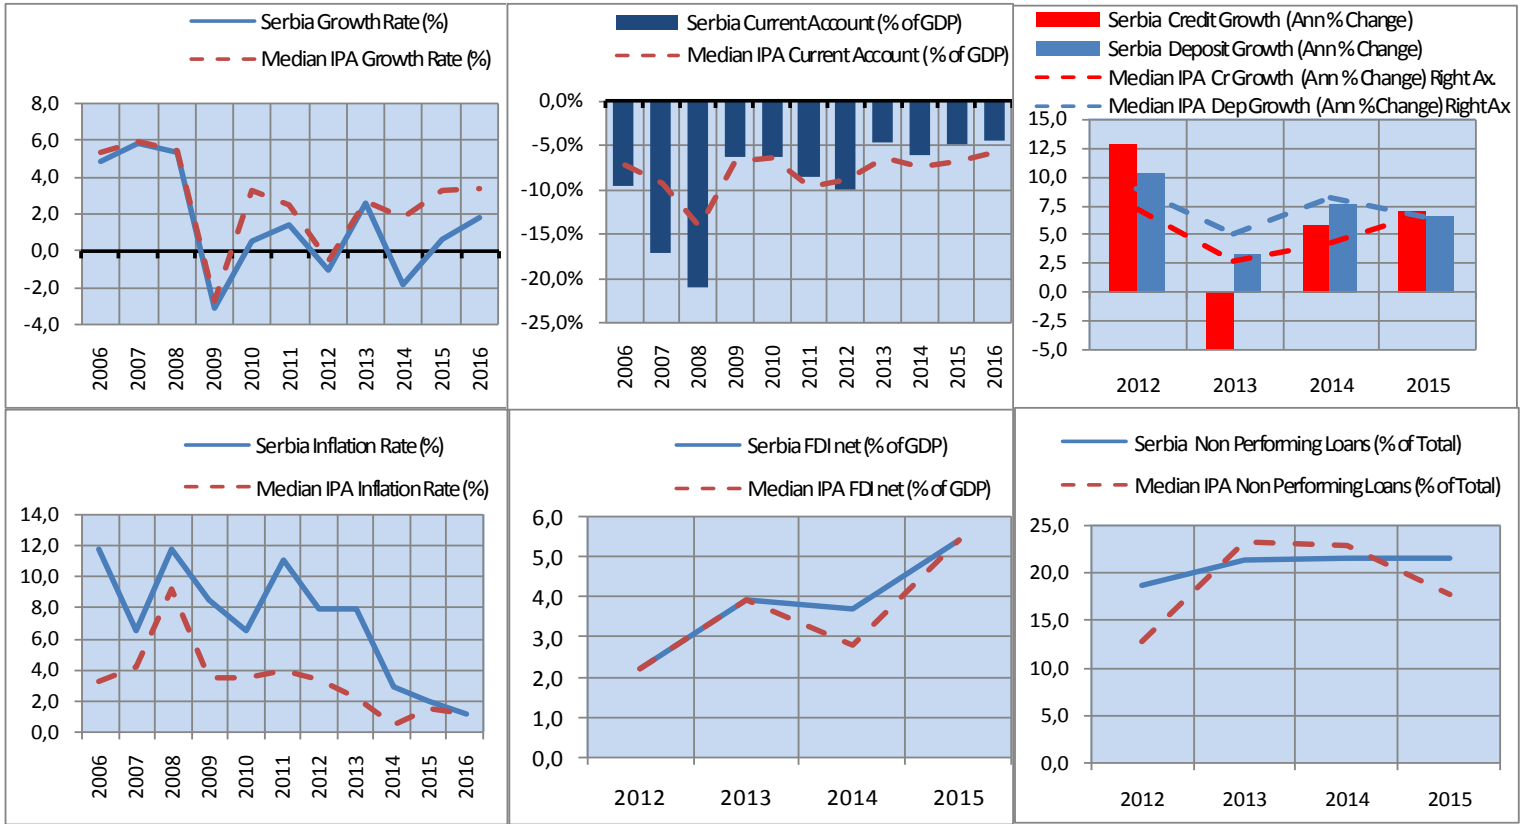 Serbia Growth Rate (%)
Median IPA Growth Rate (%)
8,0
6,0
4,0
2,0
0,0
-2,0
-4,0
2006 2007 2008 2009 2010 2011 2012 2013 2014 2015 2016
Serbia Current Account (% of GDP)
Median IPA Current Account (% of GDP)
0,0%
-5,0%
-10,0%
-15,0%
-20,0%
-25,0%
2006 2007 2008 2009 2010 2011 2012 2013 2014 2015 2016
Serbia Credit Growth (Ann % Change)
Serbia Deposit Growth (Ann % Change)
Median IPA Cr Growth (Ann % Change) Right Ax.
Median IPA Dep Growth (Ann % Change) Right Ax
15,0
12,5
10,0
7,5
5,0
2,5
0,0
-2,5
-5,0
2012 2013 2014 2015
Serbia Inflation Rate (%)
Median IPA Inflation Rate (%)
14,0
12,0
10,0
8,0
6,0
4,0
2,0
0,0
2006 2007 2008 2009 2010 2011 2012 2013 2014 2015 2016
Serbia FDI net (% of GDP)
Median IPA FDI net (% of GDP)
6,0
5,0
4,0
3,0
2,0
1,0
0,0
2012 2013 2014 2015
Serbia Non Performing Loans (% of Total)
Median IPA Non Performing Loans (% of Total)
25,0
20,0
15,0
10,0
5,0
0,0
2012 2013 2014 2015